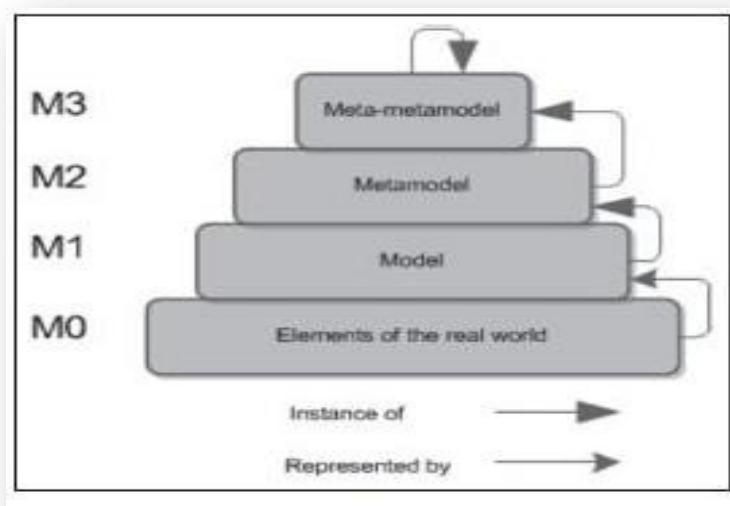 M3 Meta-metamodel
M2 Metamodel
M1 Model
M0 Elements of the real world
Instance of
Represented by